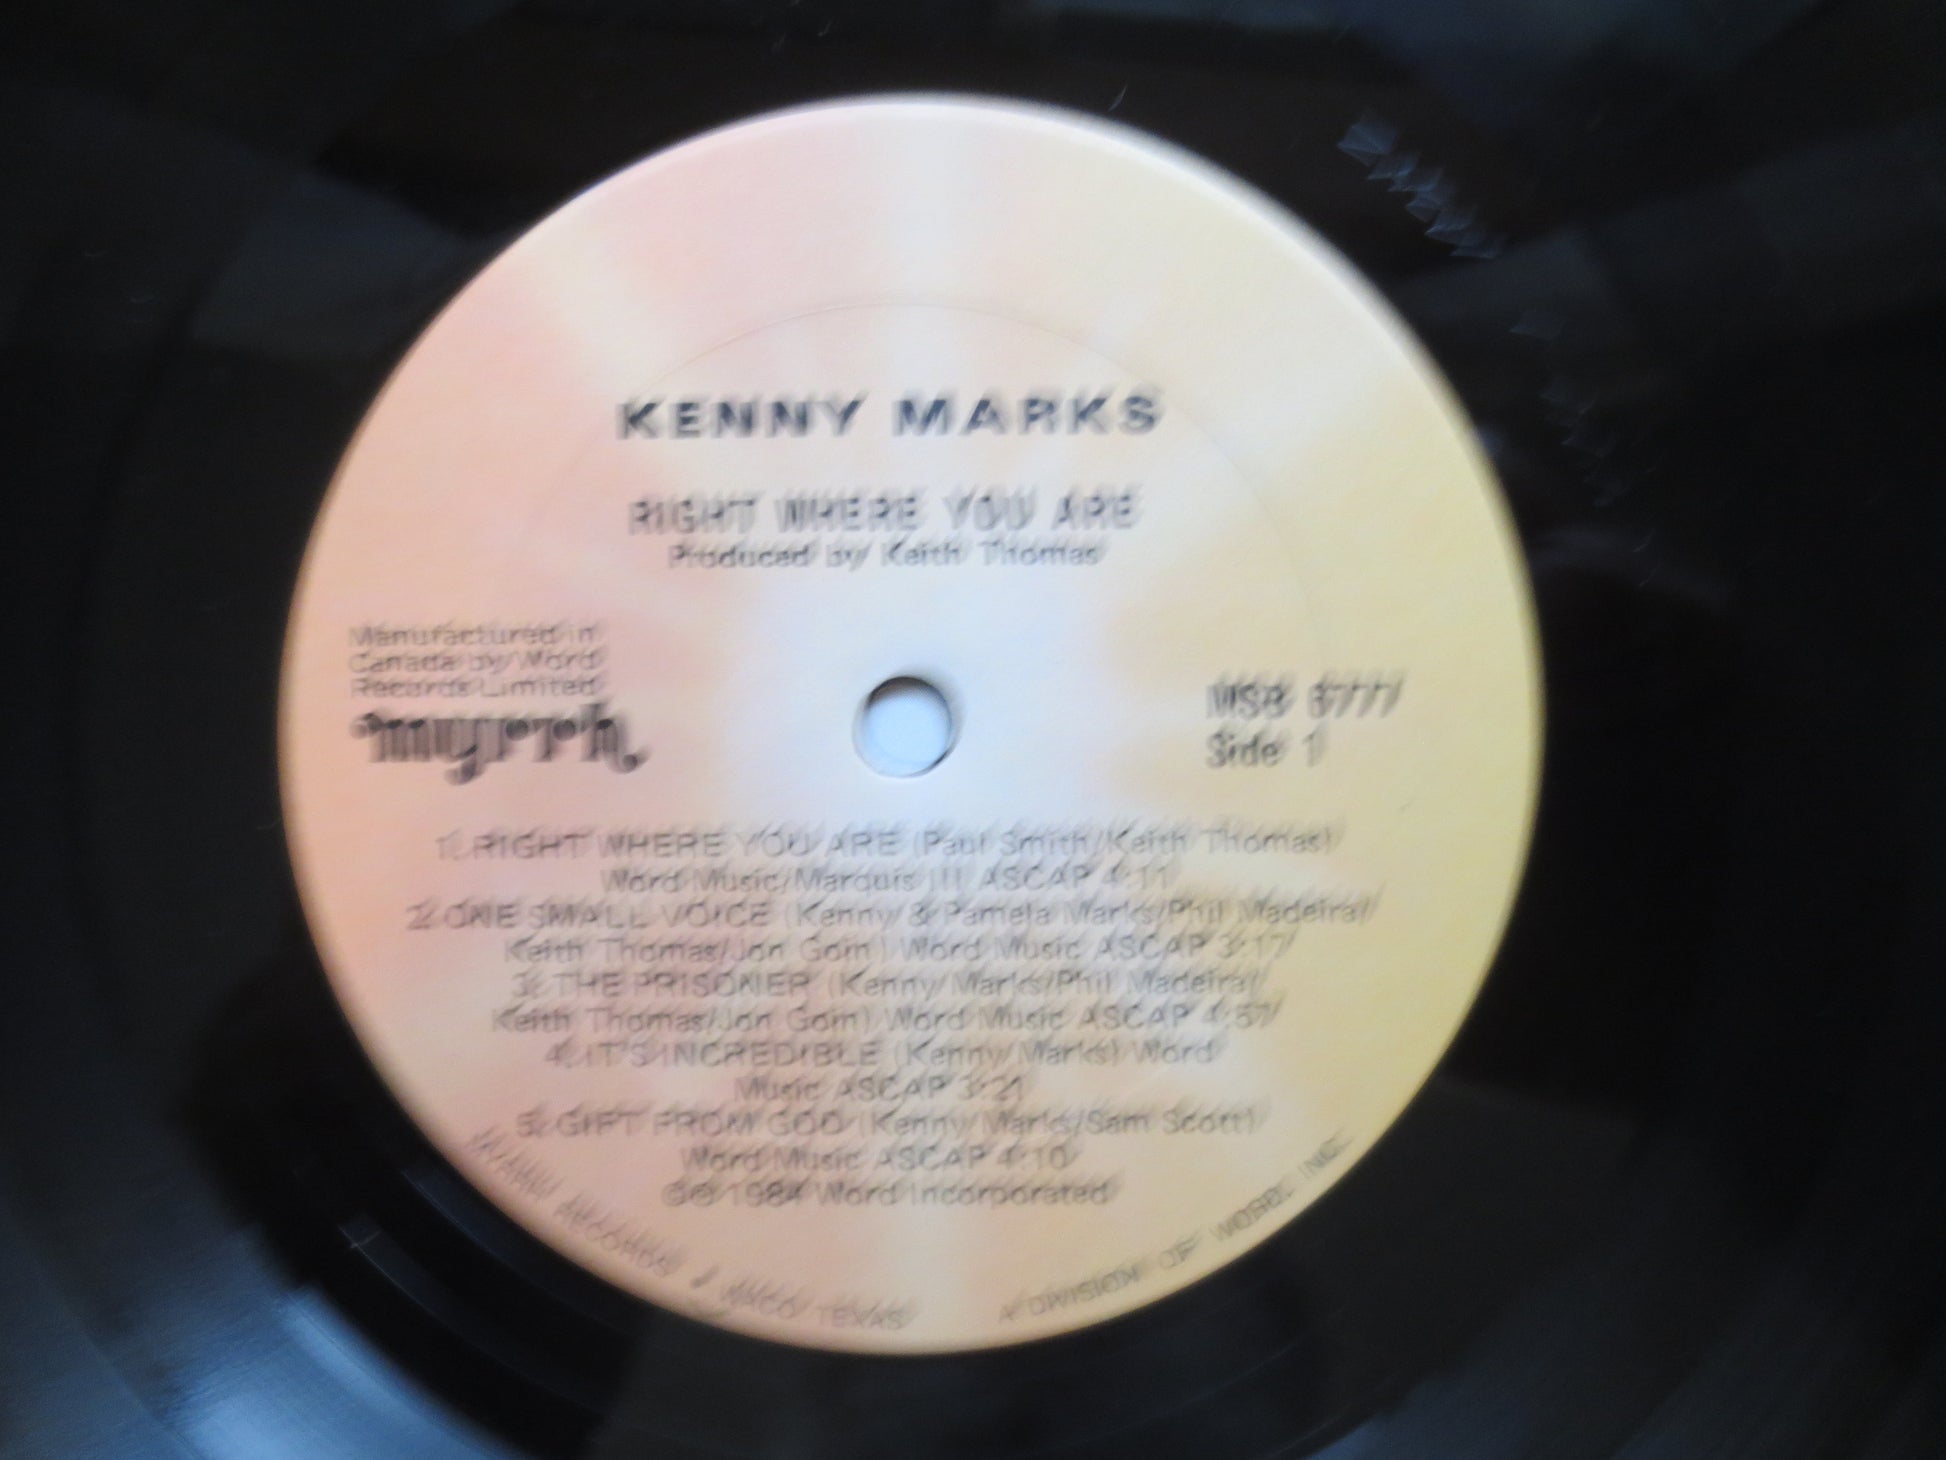 KENNY MARKS
RIGHT WHERE YOU ARE
Produced by Keith Thomas
Manufactured in
Canada by Word
Records Limited
myrrh
MSB 6777
Side 1
1. RIGHT WHERE YOU ARE (Paul Smith/Keith Thomas)
Word Music/Marquis III ASCAP 4:11
2. ONE SMALL VOICE (Kenny & Pamela Marks/Phil Madeira/
Keith Thomas/Jon Goin) Word Music ASCAP 3:17
3. THE PRISONER (Kenny Marks/Phil Madeira/
Keith Thomas/Jon Goin) Word Music ASCAP 4:57
4. IT'S INCREDIBLE (Kenny Marks) Word
Music ASCAP 3:21
5. GIFT FROM GOD (Kenny Marks/Sam Scott)
Word Music ASCAP 4:10
©℗ 1984 Word Incorporated
RECORDS • WACO TEXAS
A DIVISION OF WORD, INC.